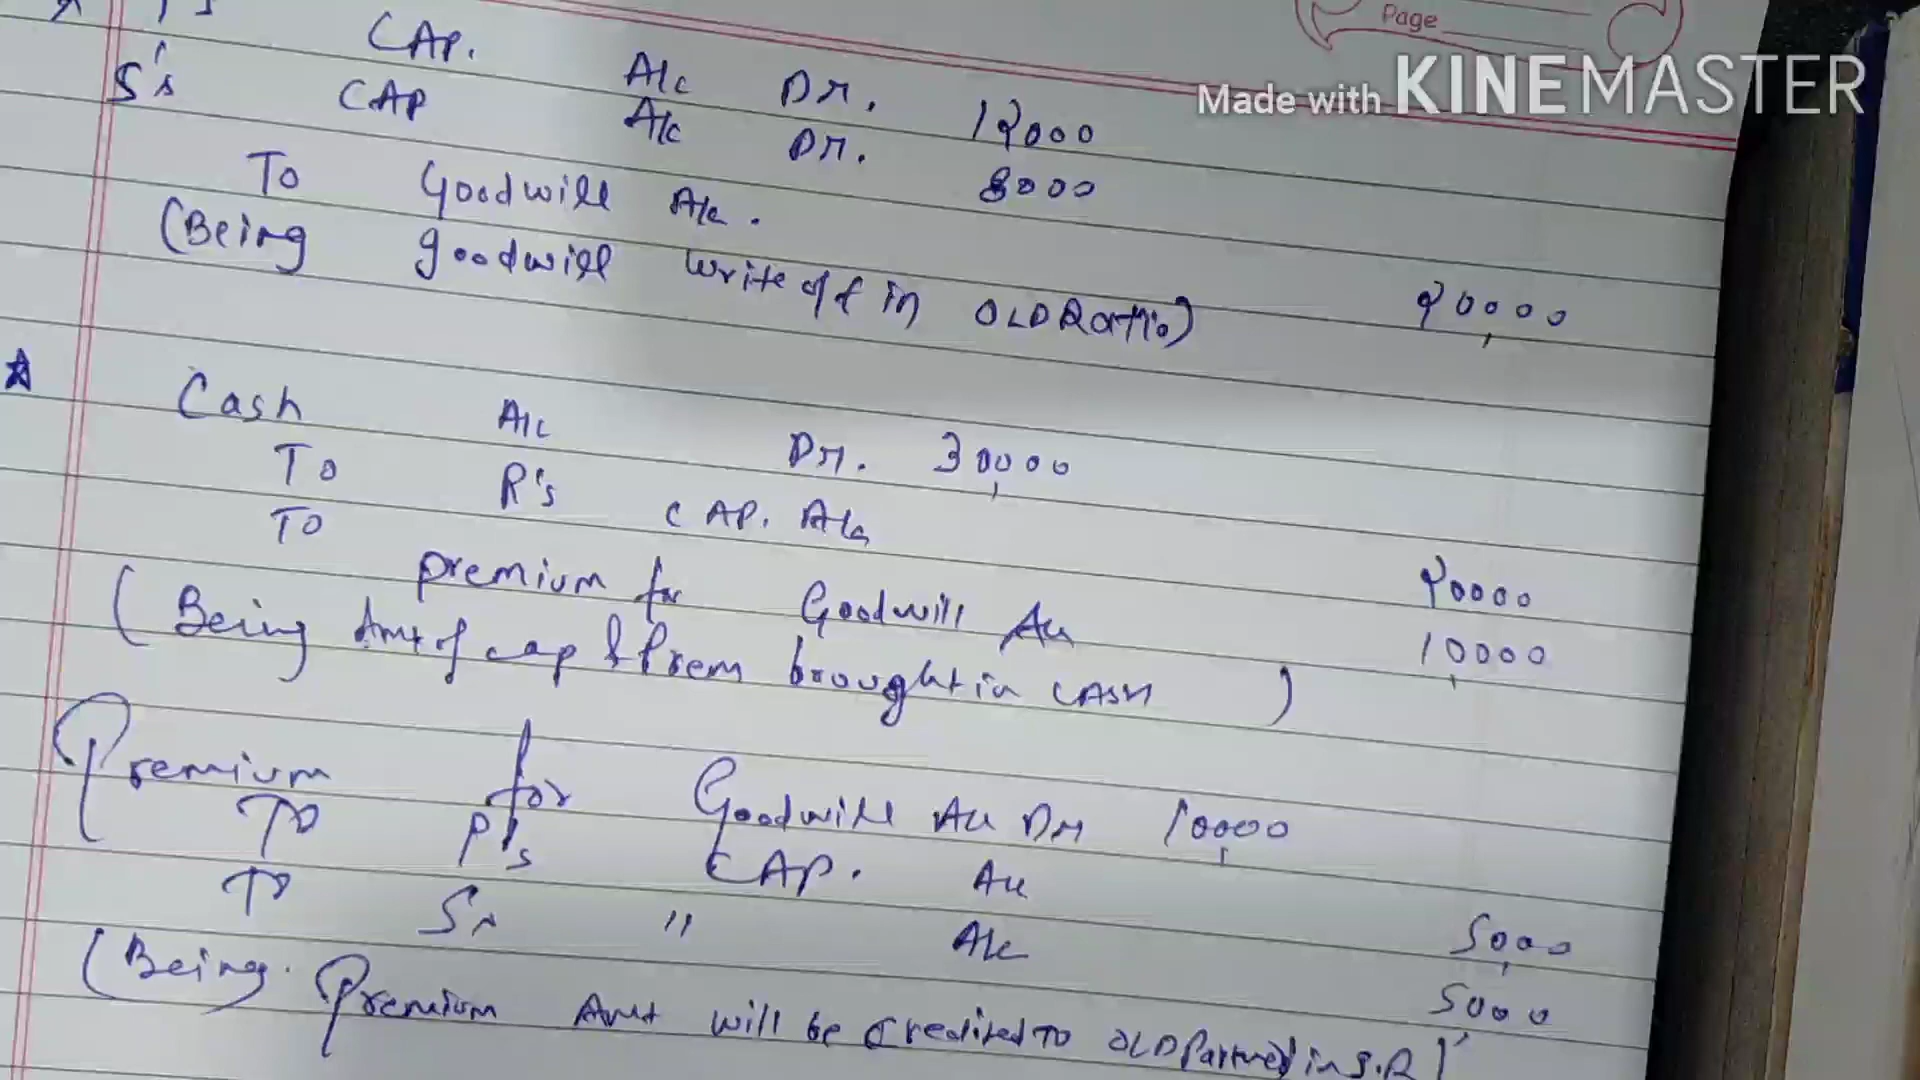 Page
Made with KINEMASTER
CAP. A/c Dr. 12000
S's CAP A/c Dr. 8000
To Goodwill A/c.
20000
(Being goodwill write off in OLD Ratio)
Cash A/c Dr. 30000
To R's CAP. A/c 20000
To premium for Goodwill A/c 10000
(Being Amt of cap & Prem brought in CASH)
Premium for Goodwill A/c Dr 10000
To P's CAP. A/c 5000
To S's " A/c 5000
(Being Premium Amt will be credited TO OLD Partner in S.R)